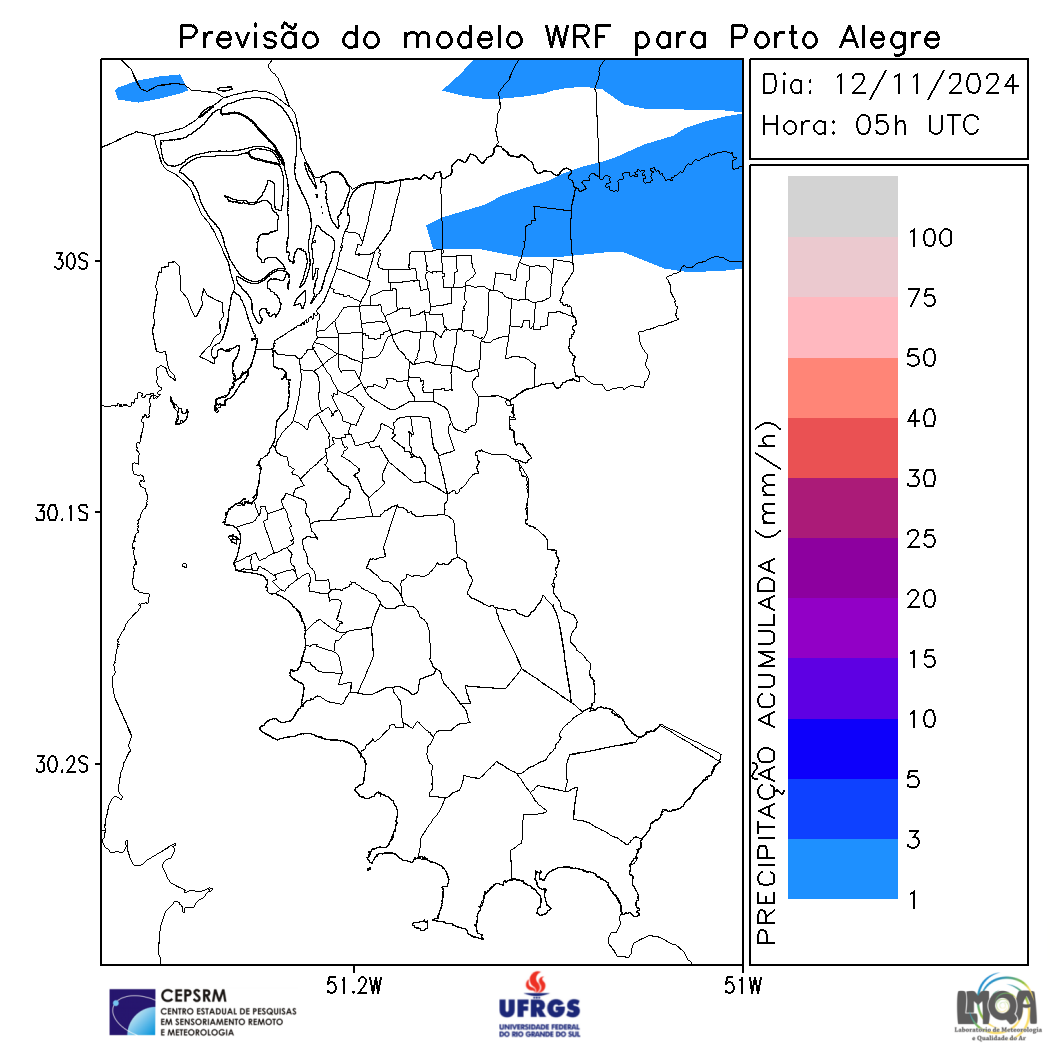 Previsão do modelo WRF para Porto Alegre
Dia: 12/11/2024
Hora: 05h UTC
30S
30.1S
30.2S
51.2W
51W
PRECIPITAÇÃO ACUMULADA (mm/h)
100
75
50
40
30
25
20
15
10
5
3
1
CEPSRM
CENTRO ESTADUAL DE PESQUISAS
EM SENSORIAMENTO REMOTO
E METEOROLOGIA
UFRGS
UNIVERSIDADE FEDERAL
DO RIO GRANDE DO SUL
LMQA
Laboratório de Meteorologia
e Qualidade do Ar